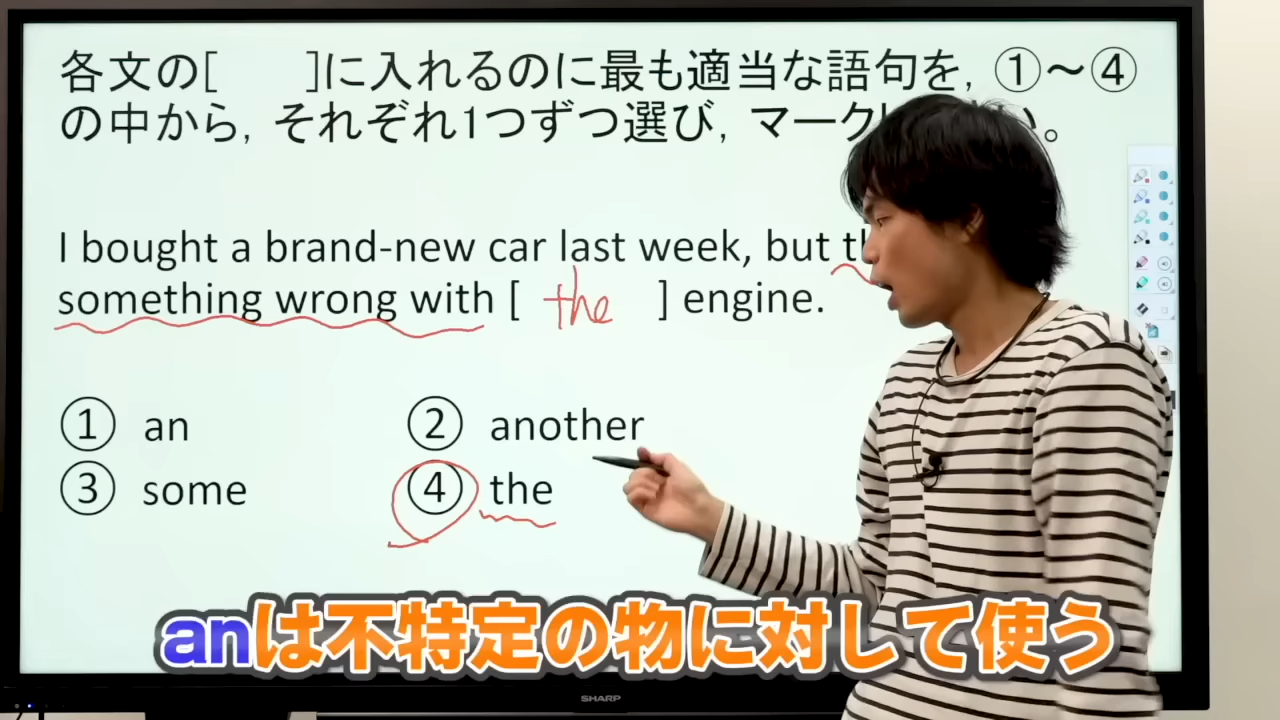 各文の[ ]に入れるのに最も適当な語句を, ①～④
の中から, それぞれ1つずつ選び, マーク
I bought a brand-new car last week, but
something wrong with [ the ] engine.
① an ② another
③ some ④ the
anは不特定の物に対して使う
SHARP